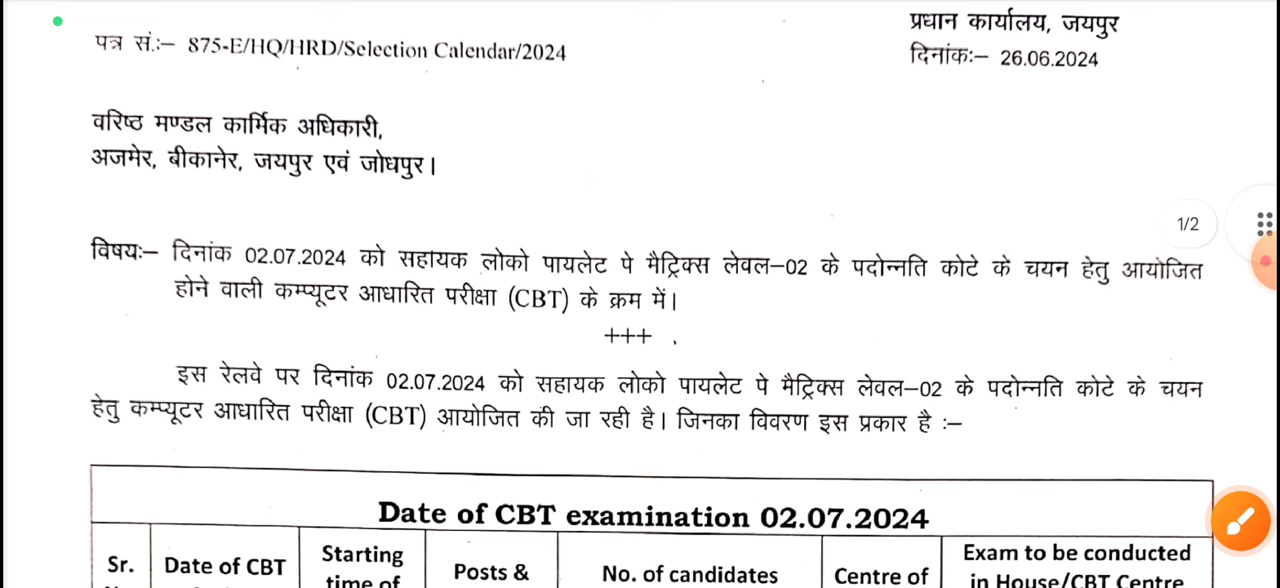 प्रधान कार्यालय, जयपुर
पत्र सं.:– 875-E/HQ/HRD/Selection Calendar/2024
दिनांकः– 26.06.2024
वरिष्ठ मण्डल कार्मिक अधिकारी,
अजमेर, बीकानेर, जयपुर एवं जोधपुर।
1/2
विषयः– दिनांक 02.07.2024 को सहायक लोको पायलेट पे मैट्रिक्स लेवल–02 के पदोन्नति कोटे के चयन हेतु आयोजित
होने वाली कम्प्यूटर आधारित परीक्षा (CBT) के क्रम में।
+++
इस रेलवे पर दिनांक 02.07.2024 को सहायक लोको पायलेट पे मैट्रिक्स लेवल–02 के पदोन्नति कोटे के चयन
हेतु कम्प्यूटर आधारित परीक्षा (CBT) आयोजित की जा रही है। जिनका विवरण इस प्रकार है :–
Date of CBT examination 02.07.2024
Sr.
Date of CBT
Starting
time of
Posts &
No. of candidates
Centre of
Exam to be conducted
in House/CBT Centre